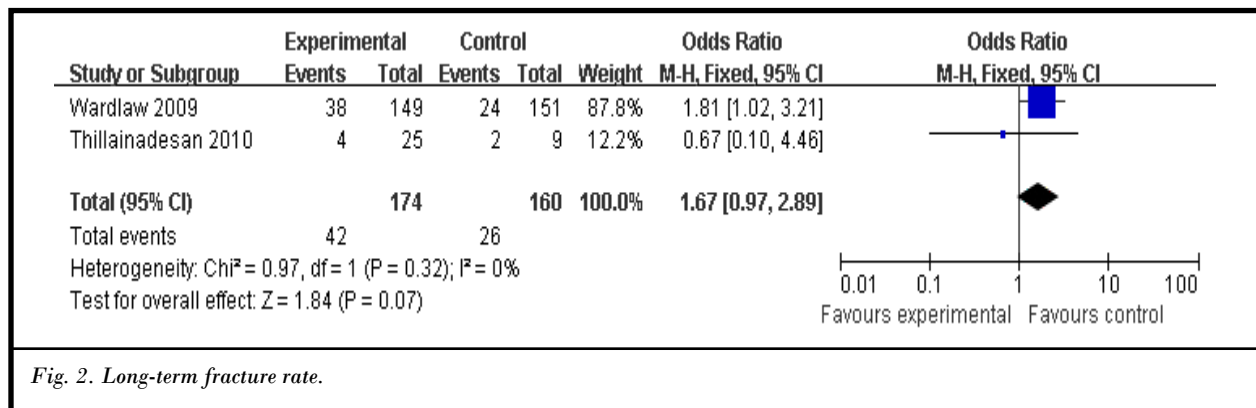 Experimental Control Odds Ratio Odds Ratio
Study or Subgroup Events Total Events Total Weight M-H, Fixed, 95% CI M-H, Fixed, 95% CI
Wardlaw 2009 38 149 24 151 87.8% 1.81 [1.02, 3.21]
Thillainadesan 2010 4 25 2 9 12.2% 0.67 [0.10, 4.46]
Total (95% CI) 174 160 100.0% 1.67 [0.97, 2.89]
Total events 42 26
Heterogeneity: Chi² = 0.97, df = 1 (P = 0.32); I² = 0%
Test for overall effect: Z = 1.84 (P = 0.07)
0.01 0.1 1 10 100
Favours experimental Favours control
Fig. 2. Long-term fracture rate.